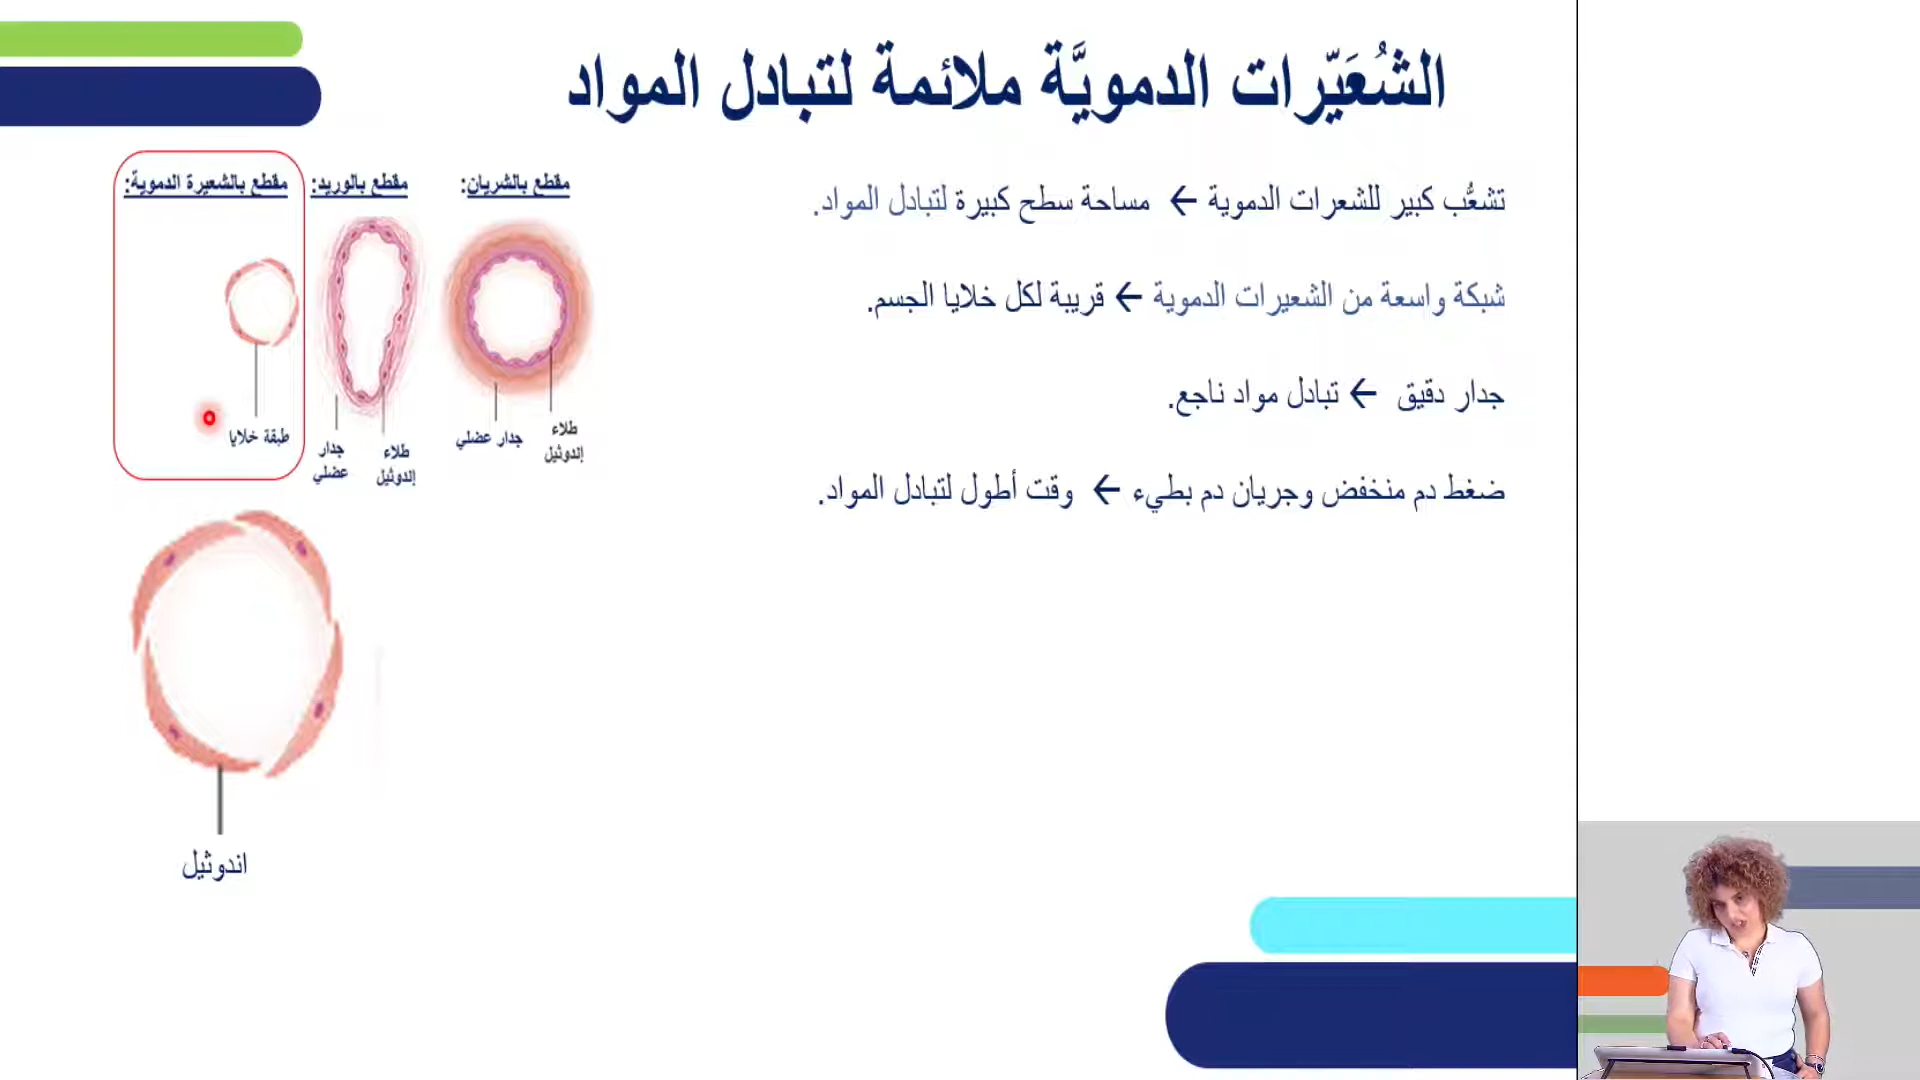 الشُعَيّرات الدمويَّة ملائمة لتبادل المواد
تشعُّب كبير للشعرات الدموية ← مساحة سطح كبيرة لتبادل المواد.
شبكة واسعة من الشعيرات الدموية ← قريبة لكل خلايا الجسم.
جدار دقيق ← تبادل مواد ناجع.
ضغط دم منخفض وجريان دم بطيء ← وقت أطول لتبادل المواد.
مقطع بالشريان:
طلاء
إندوثيل
جدار عضلي
مقطع بالوريد:
طلاء
إندوثيل
جدار
عضلي
مقطع بالشعيرة الدموية:
طبقة خلايا
اندوثيل